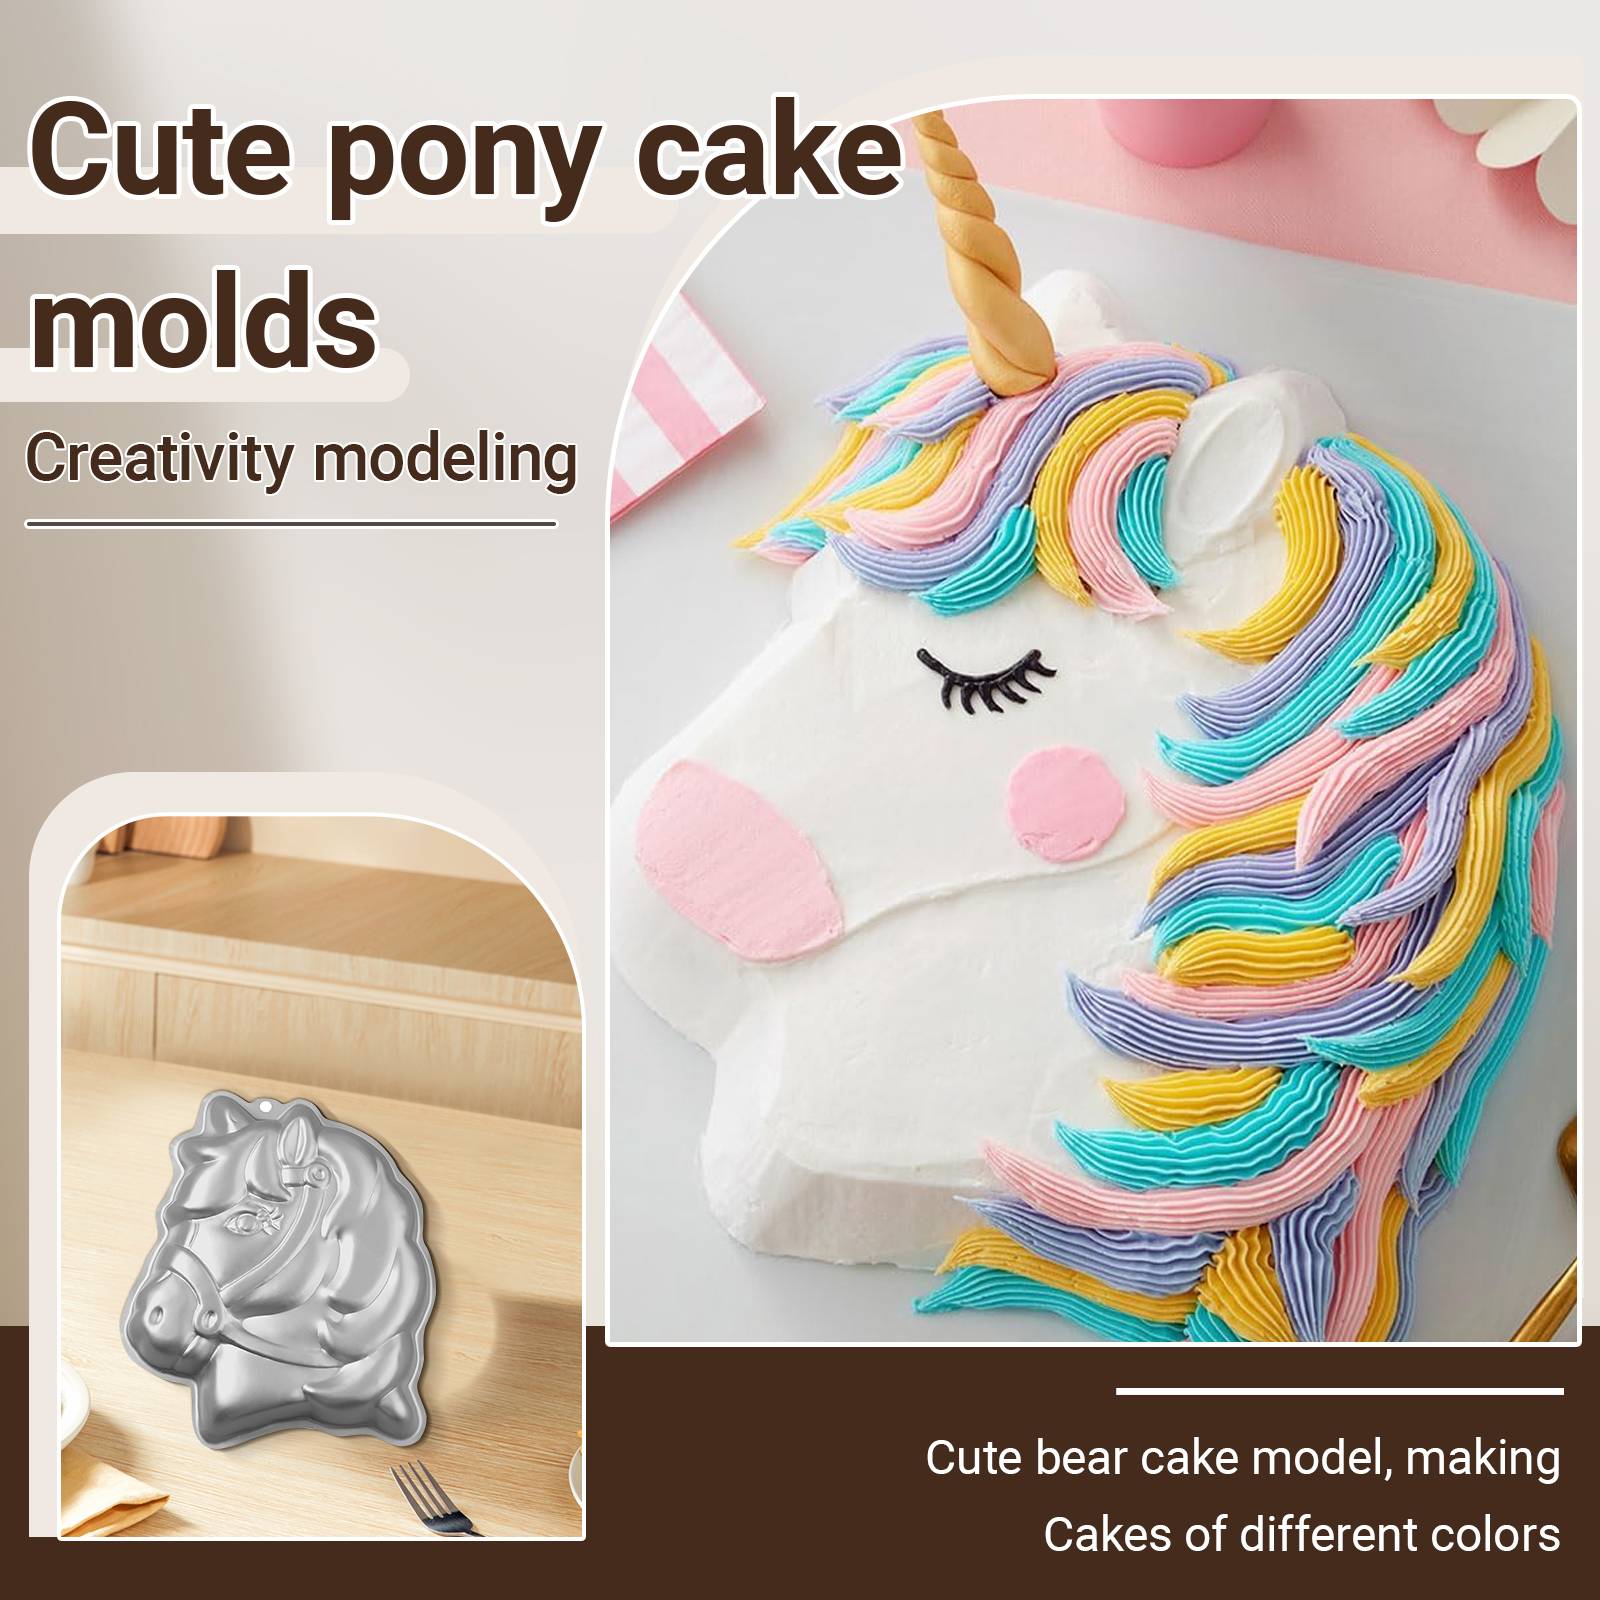 Cute pony cake
molds
Creativity modeling
Cute bear cake model, making
Cakes of different colors